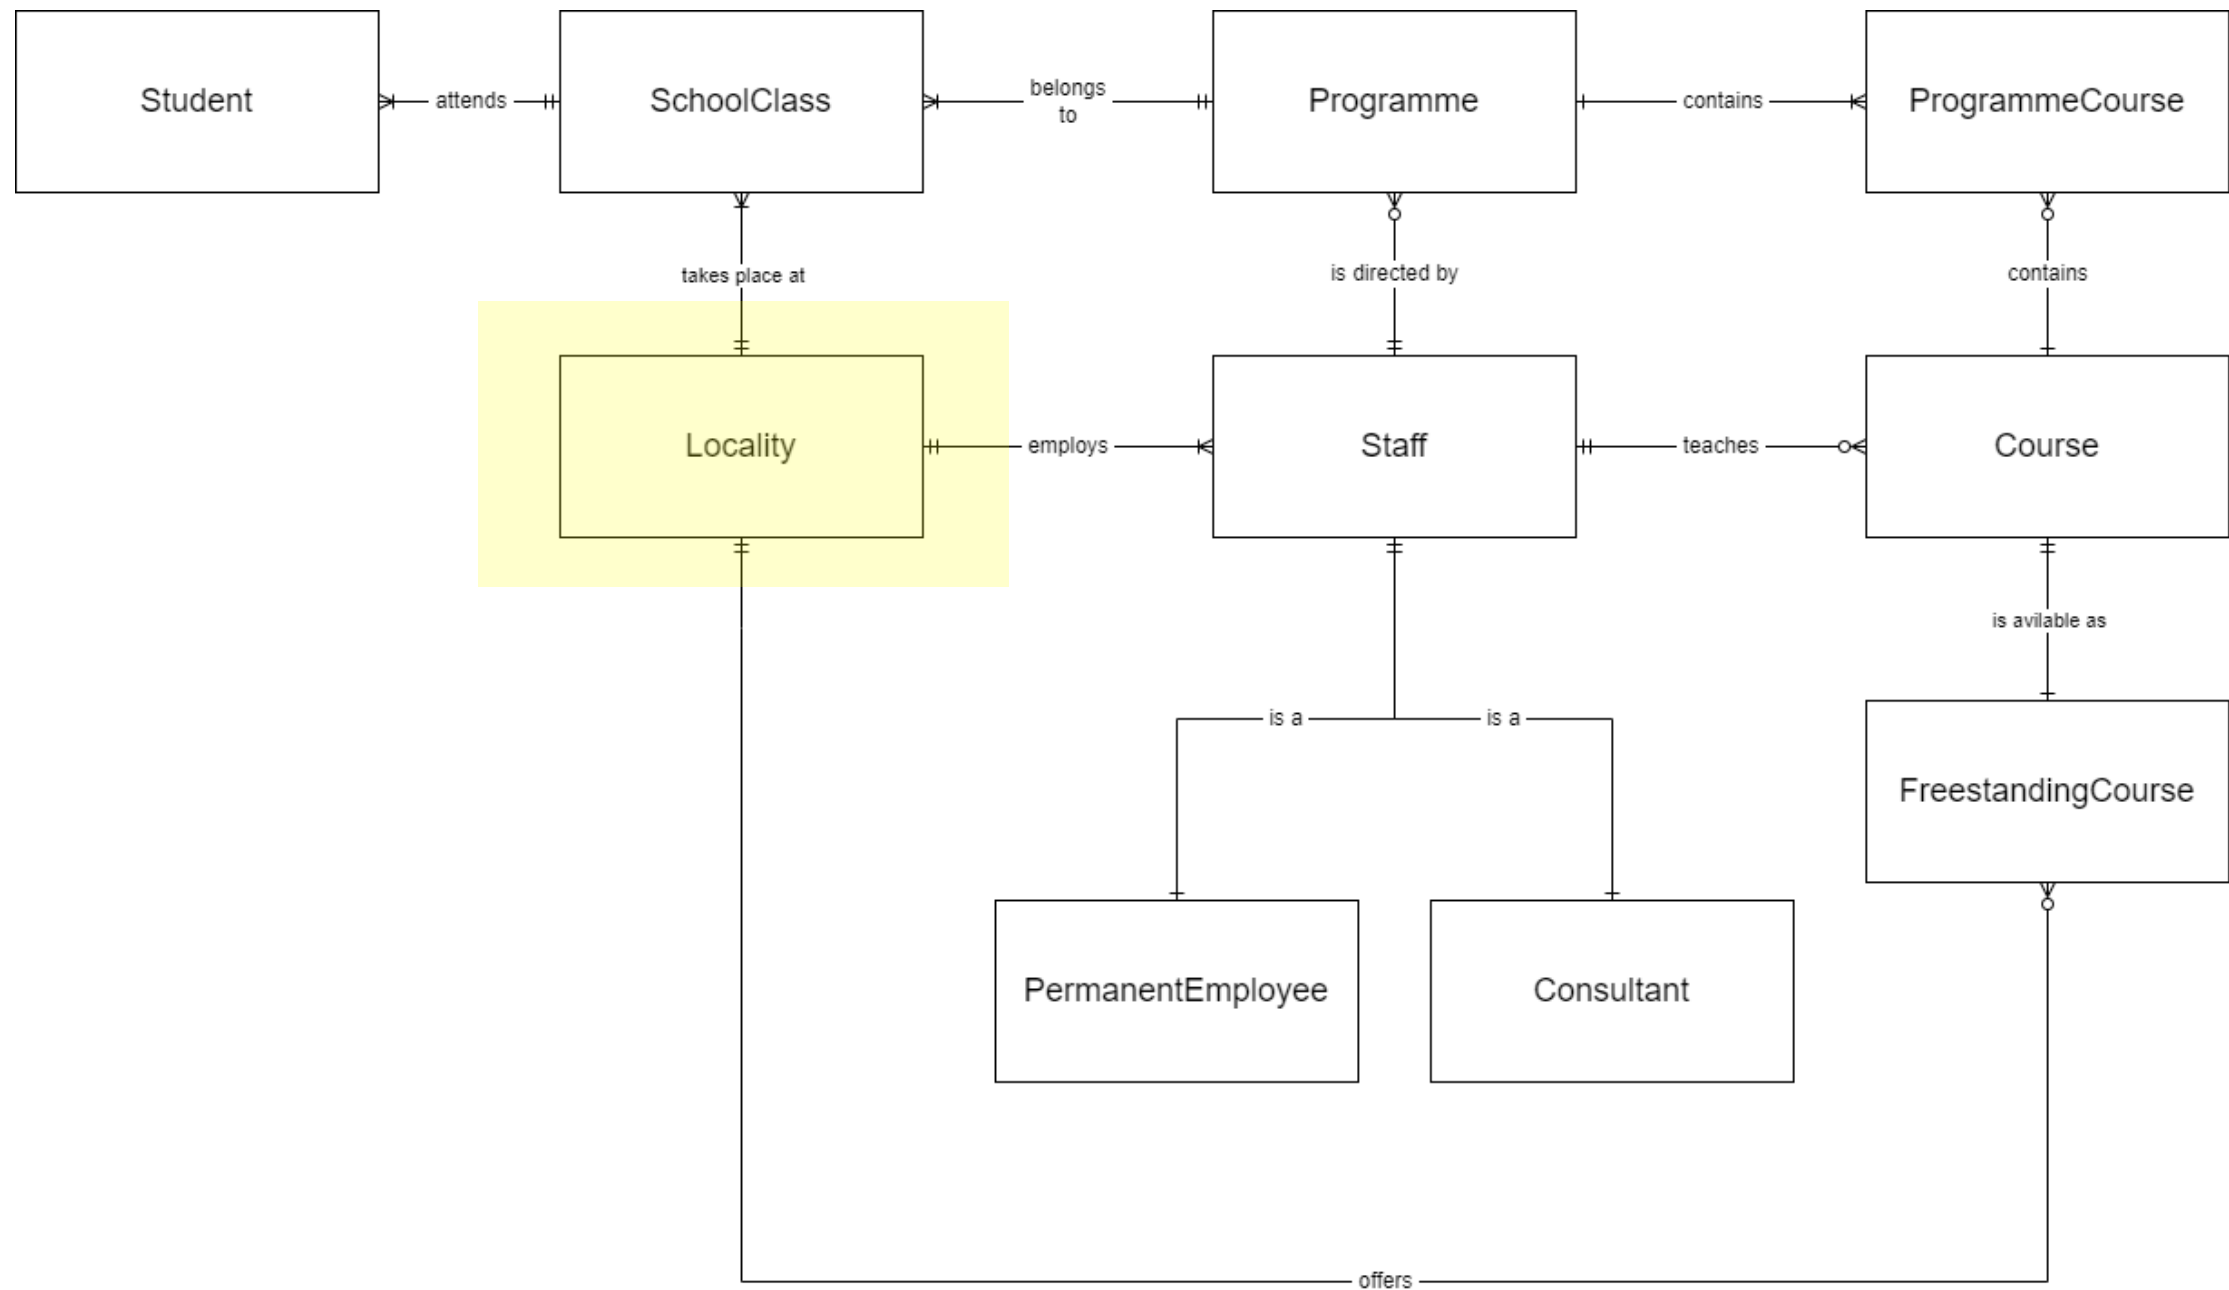 Student
attends
SchoolClass
belongs
to
Programme
contains
ProgrammeCourse
takes place at
is directed by
contains
Locality
employs
Staff
teaches
Course
is avilable as
is a
is a
FreestandingCourse
PermanentEmployee
Consultant
offers